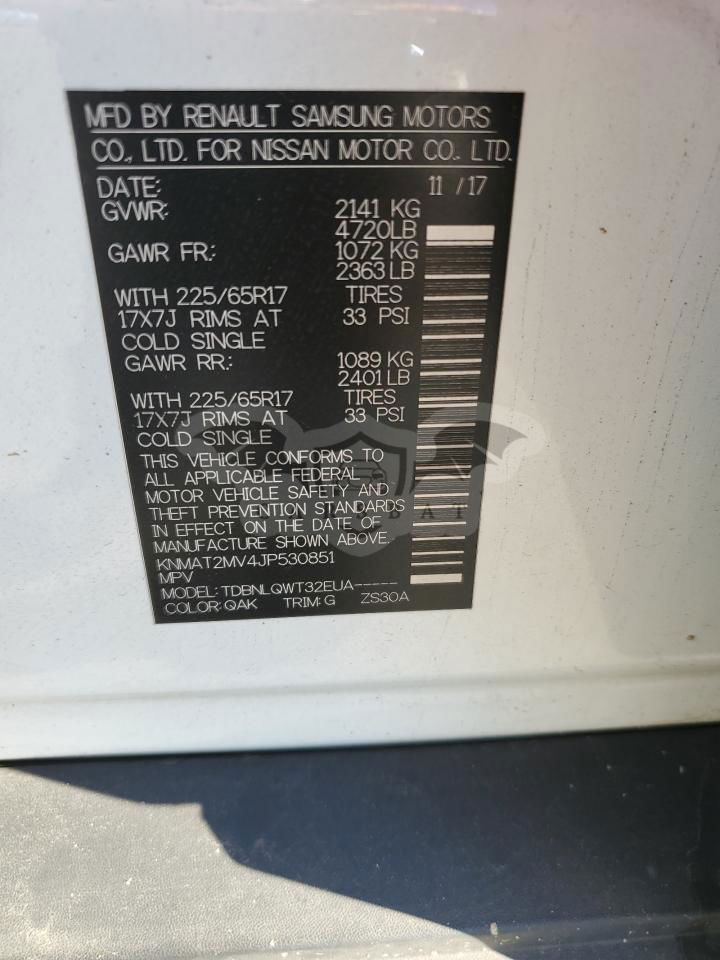 MFD BY RENAULT SAMSUNG MOTORS
CO., LTD. FOR NISSAN MOTOR CO., LTD.
DATE: 11 / 17
GVWR: 2141 KG
4720LB
GAWR FR.: 1072 KG
2363 LB
WITH 225/65R17 TIRES
17X7J RIMS AT 33 PSI
COLD SINGLE
GAWR RR.: 1089 KG
2401 LB
WITH 225/65R17 TIRES
17X7J RIMS AT 33 PSI
COLD SINGLE
THIS VEHICLE CONFORMS TO
ALL APPLICABLE FEDERAL
MOTOR VEHICLE SAFETY AND
THEFT PREVENTION STANDARDS
IN EFFECT ON THE DATE OF
MANUFACTURE SHOWN ABOVE.
KNMAT2MV4JP530851
MPV
MODEL: TDBNLQWT32EUA-----
COLOR: QAK TRIM: G ZS30A